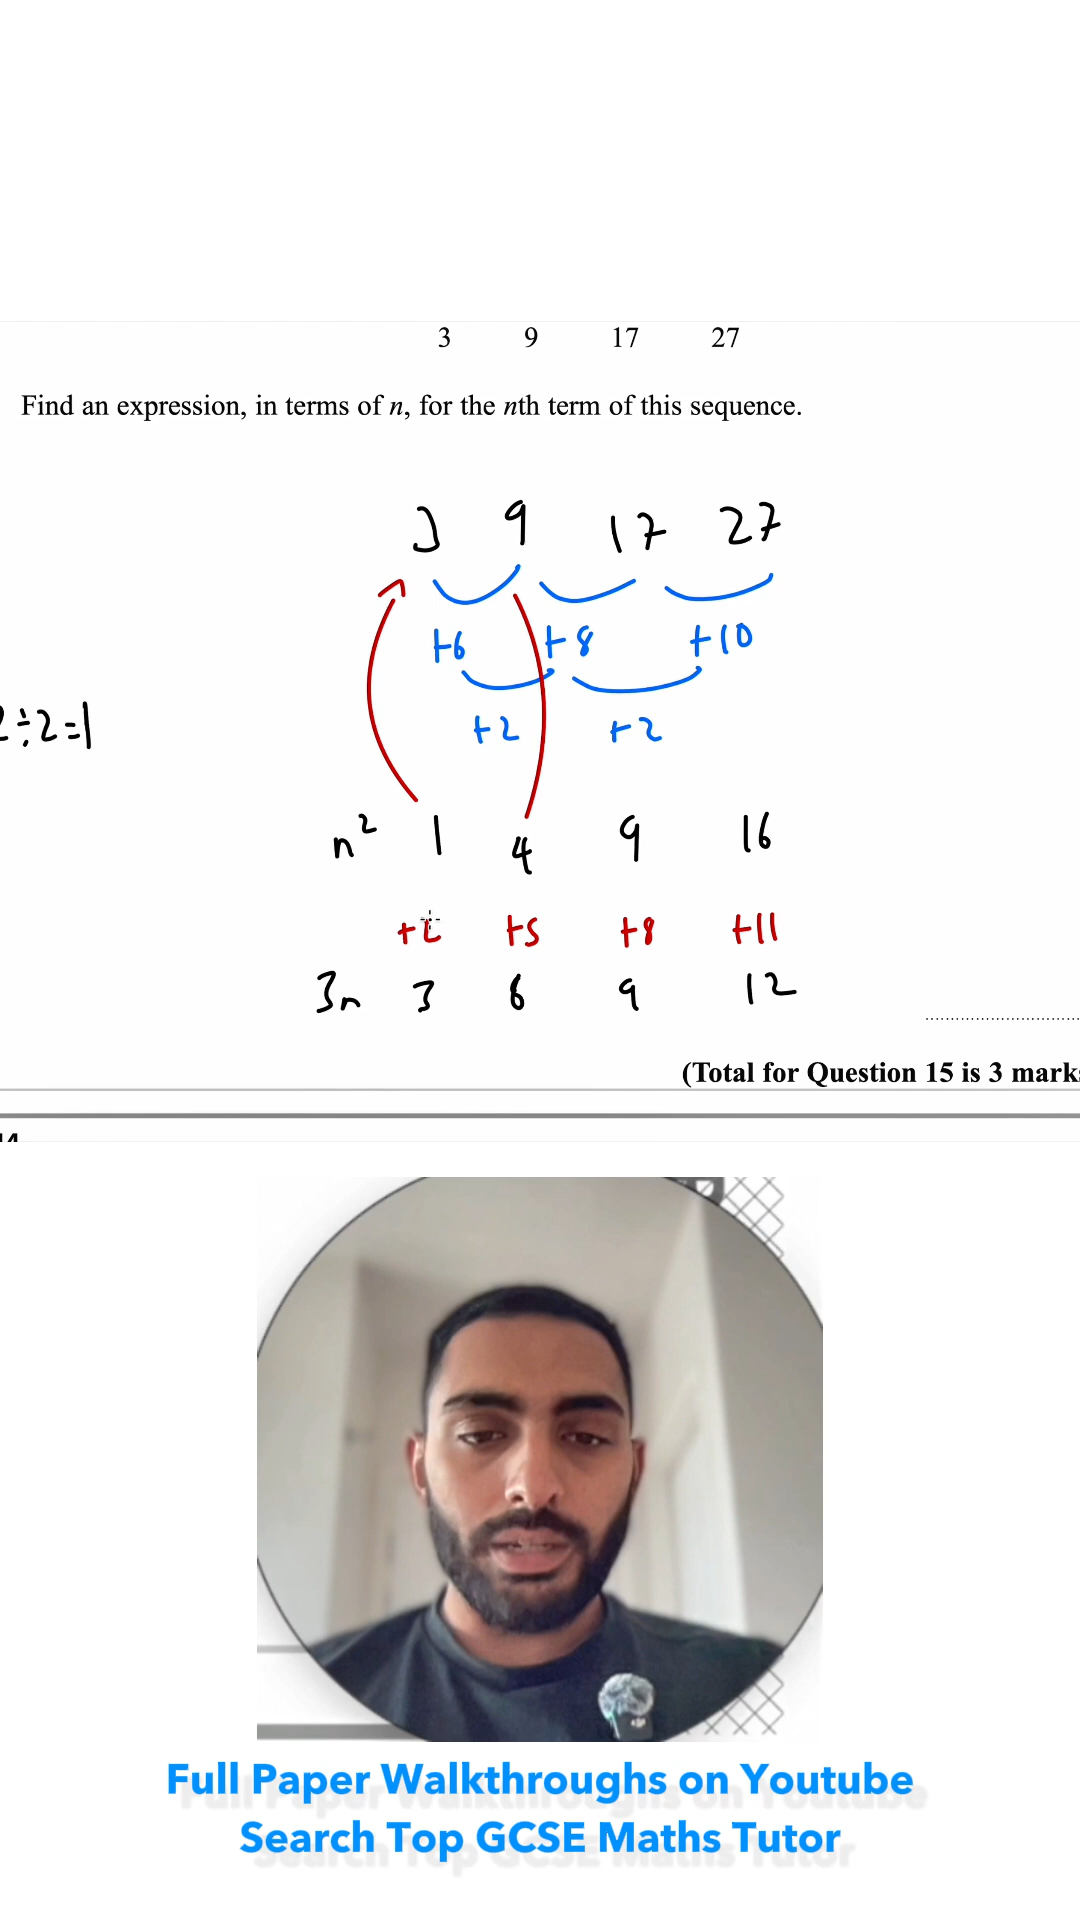 3 9 17 27
Find an expression, in terms of n, for the nth term of this sequence.
3 9 17 27
+6 +8 +10
÷2=1
+2 +2
n² 1 4 9 16
+2 +5 +8 +11
3n 3 6 9 12
(Total for Question 15 is 3 mark
Full Paper Walkthroughs on Youtube
Search Top GCSE Maths Tutor